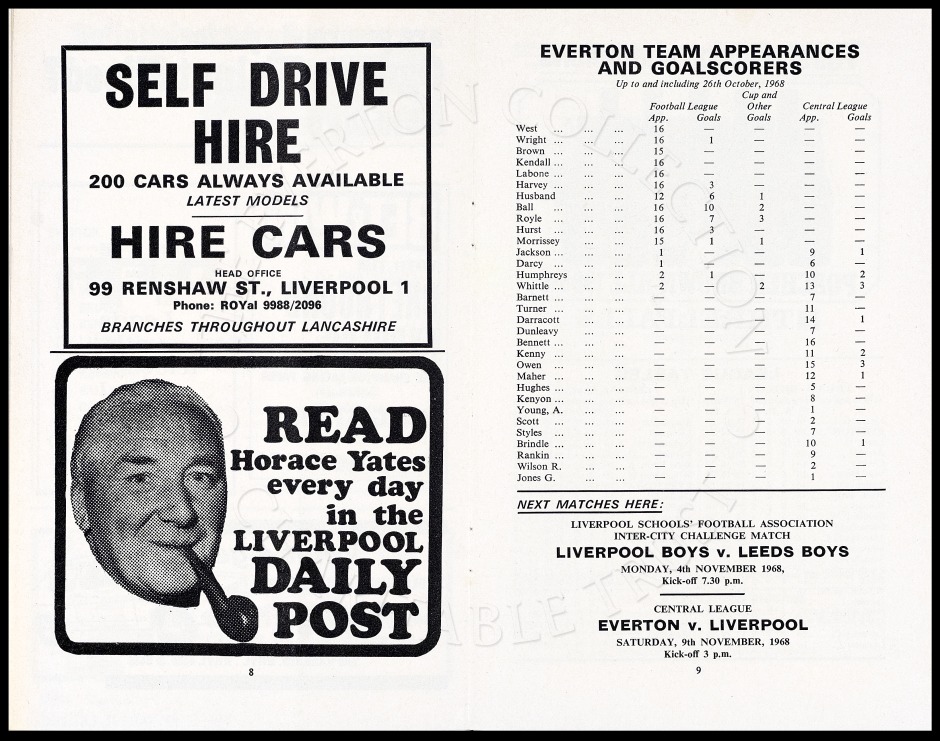 SELF DRIVE
HIRE
200 CARS ALWAYS AVAILABLE
LATEST MODELS
HIRE CARS
HEAD OFFICE
99 RENSHAW ST., LIVERPOOL 1
Phone: ROYal 9988/2096
BRANCHES THROUGHOUT LANCASHIRE
READ
Horace Yates
every day
in the
LIVERPOOL
DAILY
POST
8
EVERTON TEAM APPEARANCES
AND GOALSCORERS
Up to and including 26th October, 1968
Cup and
Football League Other Central League
App. Goals Goals App. Goals
West ... ... ... 16 — — — —
Wright ... ... ... 16 1 — — —
Brown ... ... ... 15 — — — —
Kendall ... ... ... 16 — — — —
Labone ... ... ... 16 — — — —
Harvey ... ... ... 16 3 — — —
Husband ... ... 12 6 1 — —
Ball ... ... ... 16 10 2 — —
Royle ... ... ... 16 7 3 — —
Hurst ... ... ... 16 3 — — —
Morrissey ... ... 15 1 1 — —
Jackson ... ... ... 1 — — 9 1
Darcy ... ... ... 1 — — 6 —
Humphreys ... ... 2 1 — 10 2
Whittle ... ... ... 2 — 2 13 3
Barnett ... ... ... — — — 7 —
Turner ... ... ... — — — 11 —
Darracott ... ... — — — 14 1
Dunleavy ... ... — — — 7 —
Bennett ... ... ... — — — 16 —
Kenny ... ... ... — — — 11 2
Owen ... ... ... — — — 15 3
Maher ... ... ... — — — 12 1
Hughes ... ... ... — — — 5 —
Kenyon ... ... ... — — — 8 —
Young, A. ... ... — — — 1 —
Scott ... ... ... — — — 2 —
Styles ... ... ... — — — 7 —
Brindle ... ... ... — — — 10 1
Rankin ... ... ... — — — 9 —
Wilson R. ... ... — — — 2 —
Jones G. ... ... — — — 1 —
NEXT MATCHES HERE:
LIVERPOOL SCHOOLS' FOOTBALL ASSOCIATION
INTER-CITY CHALLENGE MATCH
LIVERPOOL BOYS v. LEEDS BOYS
MONDAY, 4th NOVEMBER 1968,
Kick-off 7.30 p.m.
CENTRAL LEAGUE
EVERTON v. LIVERPOOL
SATURDAY, 9th NOVEMBER, 1968
Kick-off 3 p.m.
9